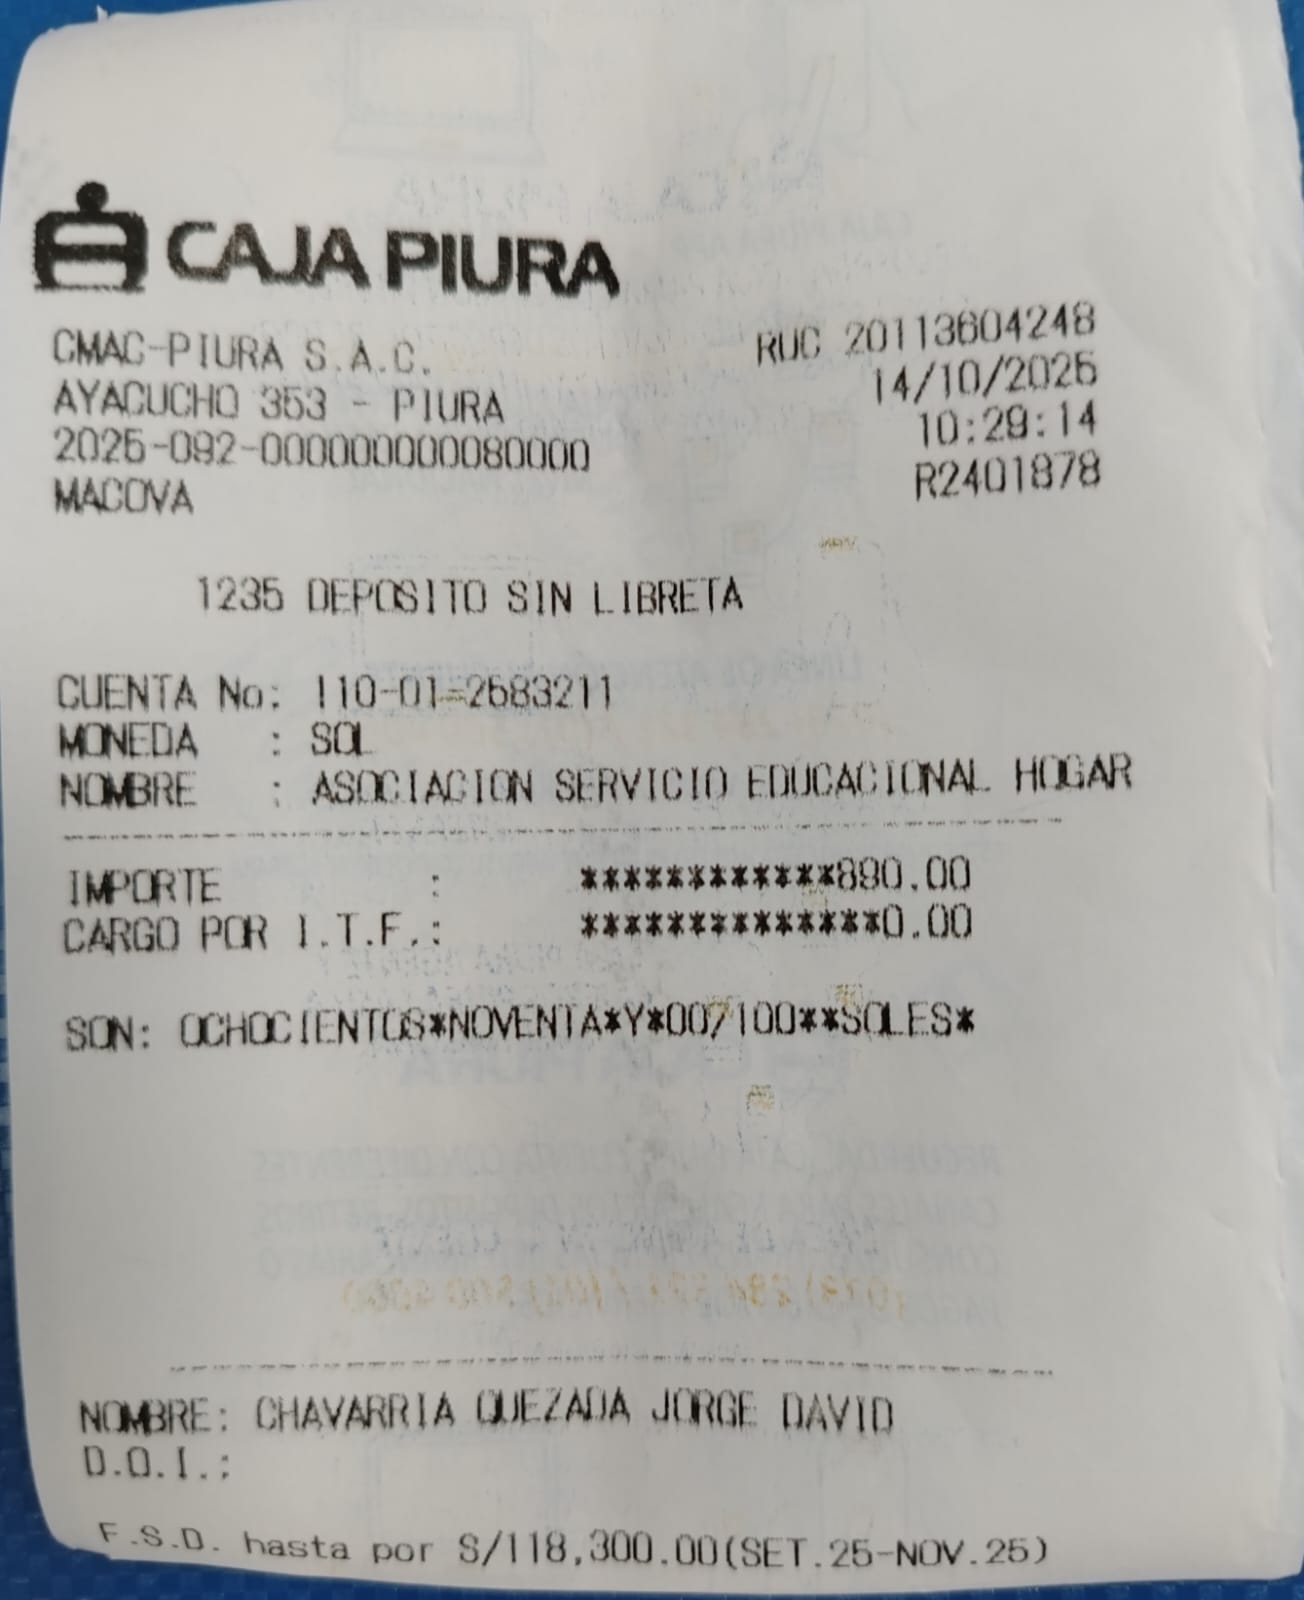 CAJA PIURA
CMAC-PIURA S.A.C. RUC 20113604248
AYACUCHO 353 - PIURA 14/10/2025
2025-092-000000000080000 10:29:14
MACOVA R2401878
1235 DEPOSITO SIN LIBRETA
CUENTA No: 110-01-2683211
MONEDA : SOL
NOMBRE : ASOCIACION SERVICIO EDUCACIONAL HOGAR
IMPORTE : ************890.00
CARGO POR I.T.F.: **************0.00
SON: OCHOCIENTOS*NOVENTA*Y*00/100**SOLES*
NOMBRE: CHAVARRIA QUEZADA JORGE DAVID
D.O.I.:
F.S.D. hasta por S/118,300.00(SET.25-NOV.25)